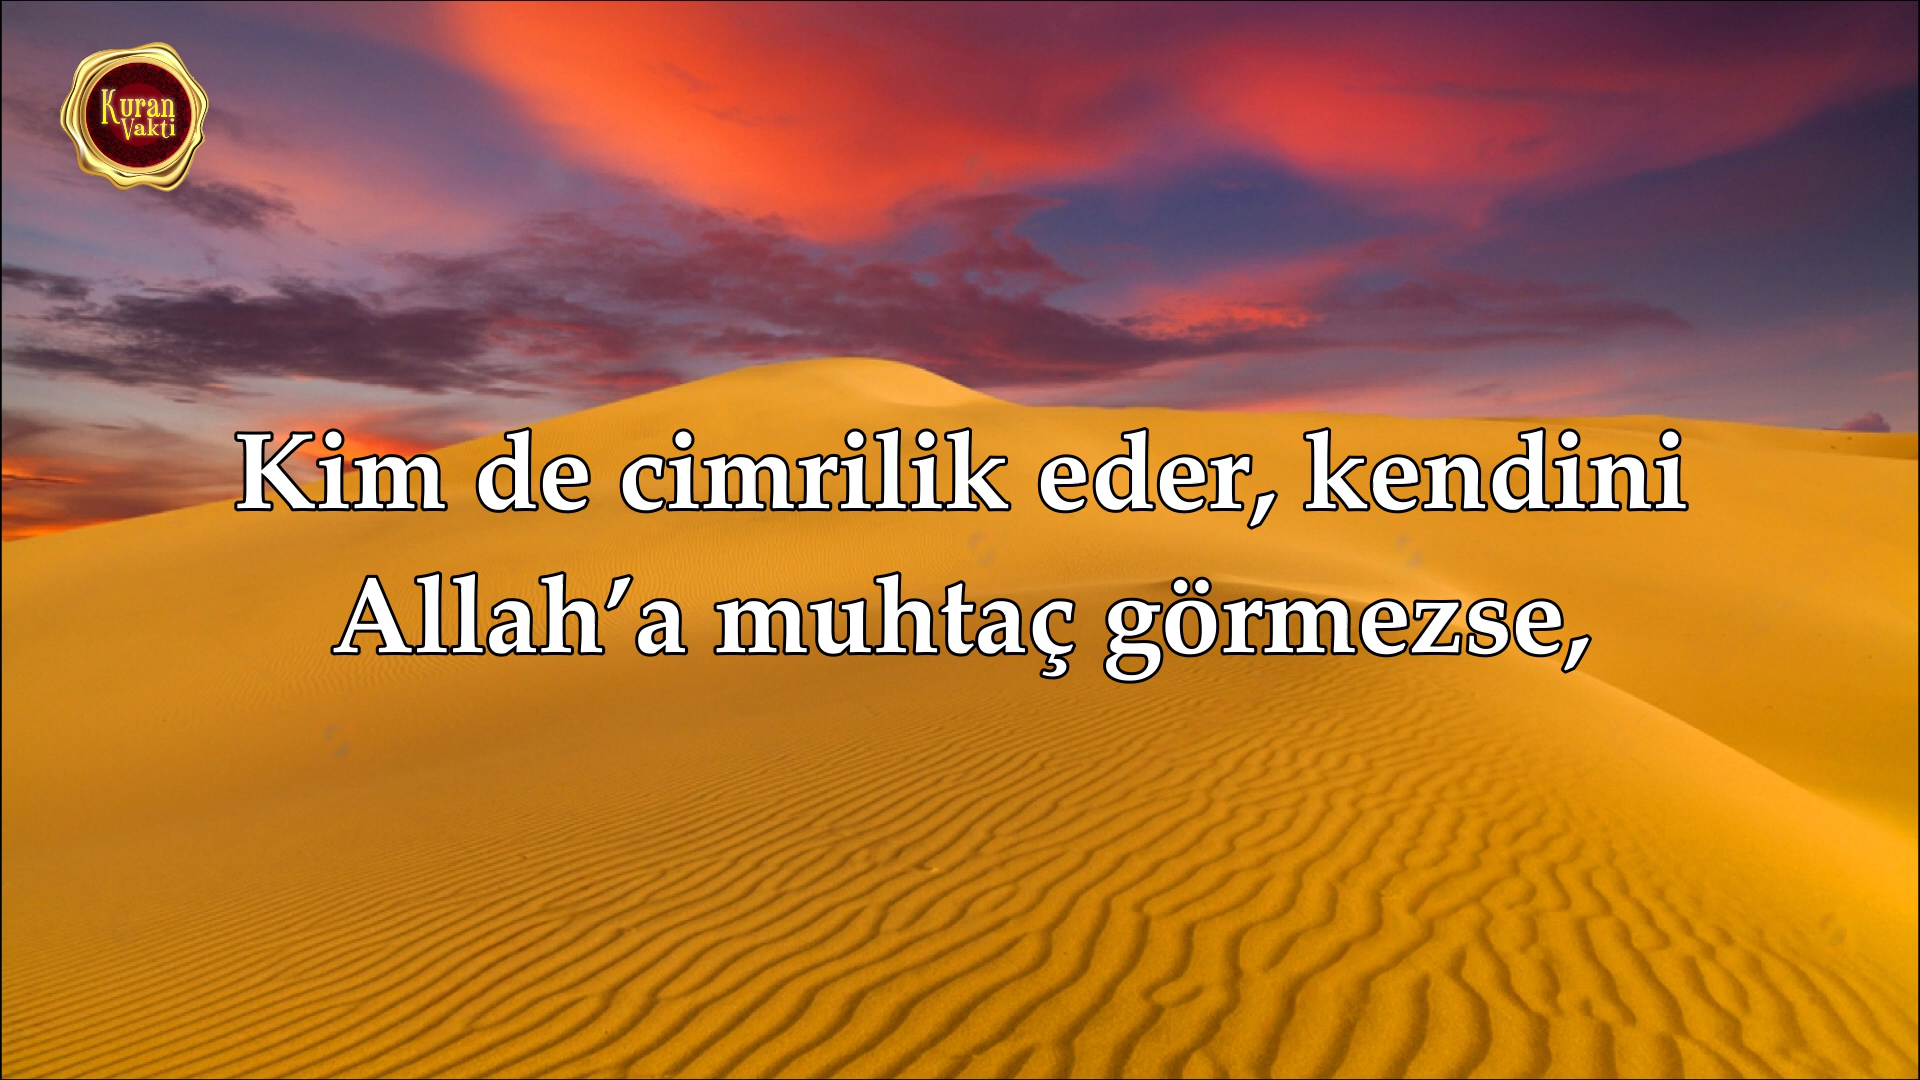 Kuran
Vakti
Kim de cimrilik eder, kendini
Allah’a muhtaç görmezse,